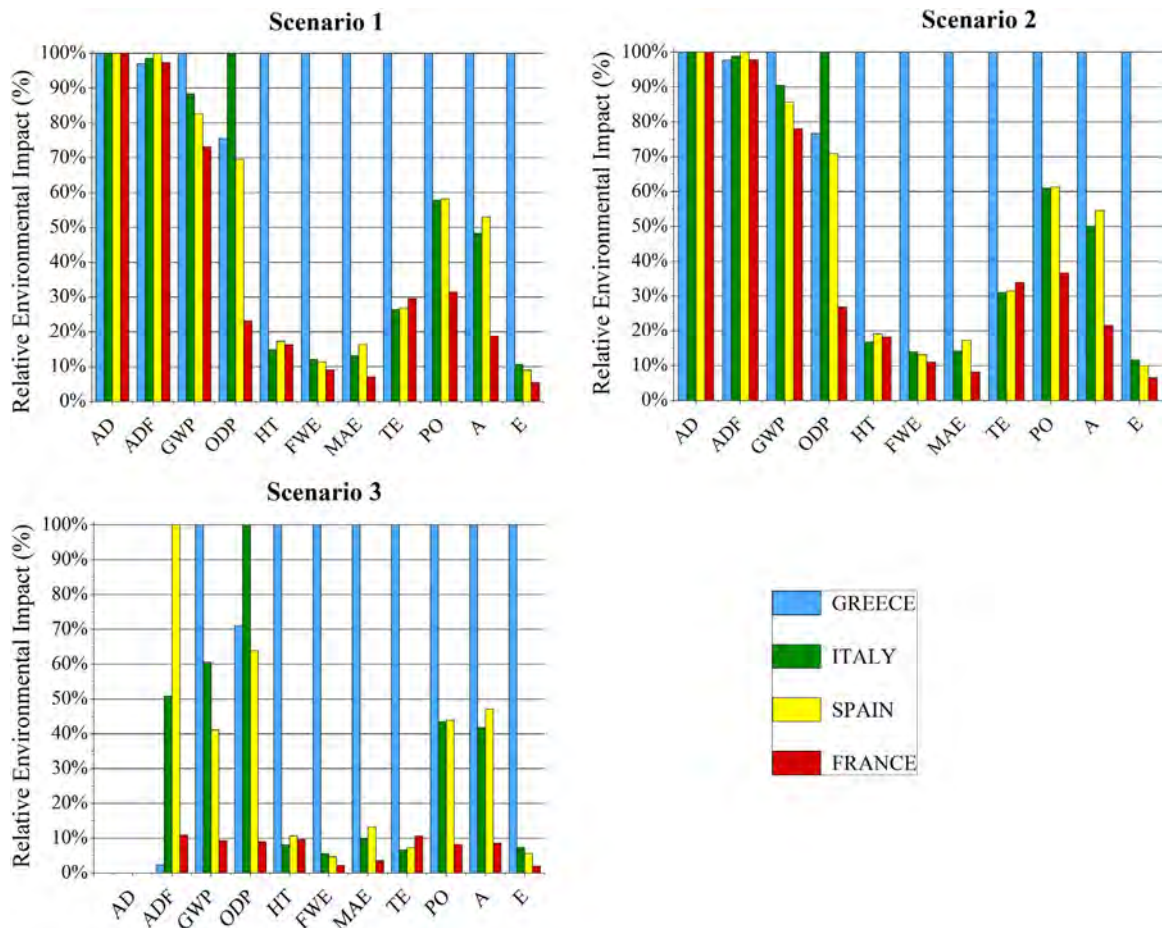 Scenario 1
Relative Environmental Impact (%)
100%
90%
80%
70%
60%
50%
40%
30%
20%
10%
0%
AD
ADF
GWP
ODP
HT
FWE
MAE
TE
PO
A
E
Scenario 2
Relative Environmental Impact (%)
100%
90%
80%
70%
60%
50%
40%
30%
20%
10%
0%
AD
ADF
GWP
ODP
HT
FWE
MAE
TE
PO
A
E
Scenario 3
Relative Environmental Impact (%)
100%
90%
80%
70%
60%
50%
40%
30%
20%
10%
0%
AD
ADF
GWP
ODP
HT
FWE
MAE
TE
PO
A
E
GREECE
ITALY
SPAIN
FRANCE